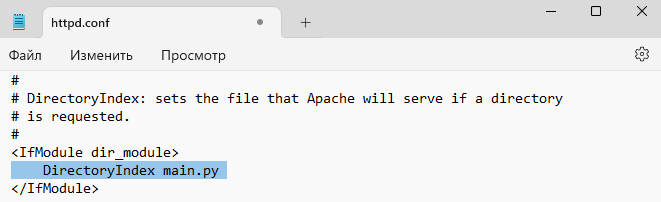 httpd.conf
Файл Изменить Просмотр
#
# DirectoryIndex: sets the file that Apache will serve if a directory
# is requested.
#
<IfModule dir_module>
    DirectoryIndex main.py
</IfModule>